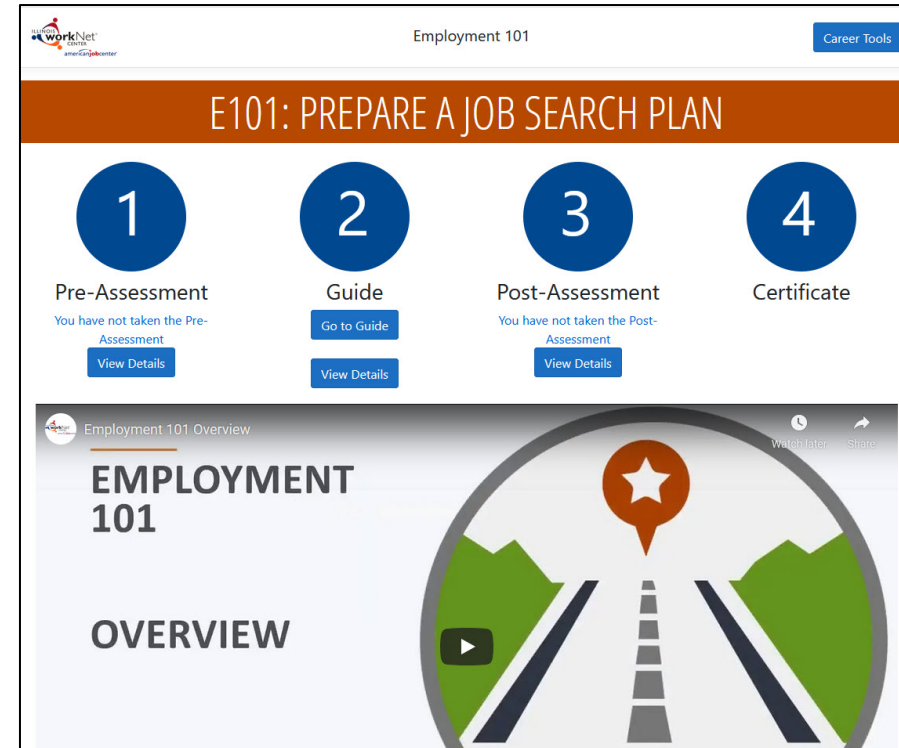 ILLINOIS
workNet
CENTER
americanjobcenter
Employment 101
Career Tools
E101: PREPARE A JOB SEARCH PLAN
1
2
3
4
Pre-Assessment
Guide
Post-Assessment
Certificate
You have not taken the Pre-
Assessment
View Details
Go to Guide
View Details
You have not taken the Post-
Assessment
View Details
Employment 101 Overview
Watch later
Share
EMPLOYMENT
101
OVERVIEW